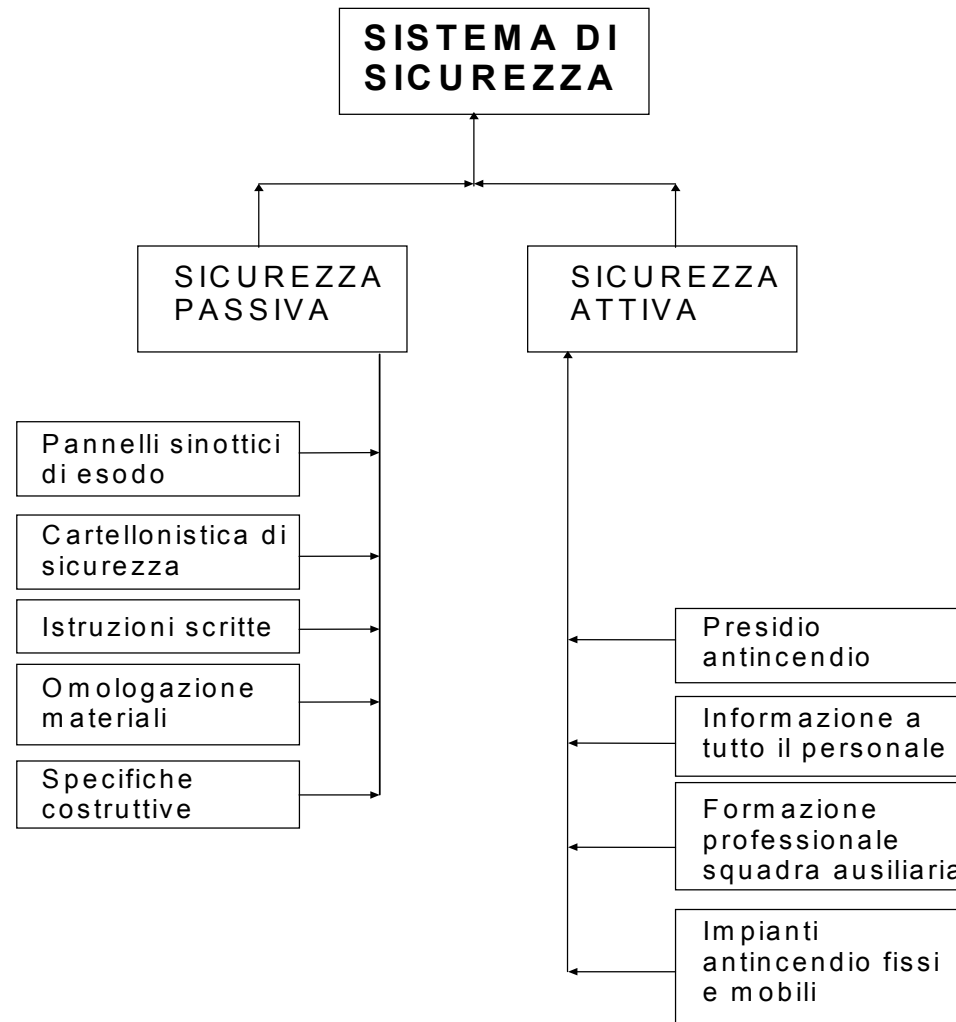 SISTEMA DI
SICUREZZA
SICUREZZA
PASSIVA
SICUREZZA
ATTIVA
Pannelli sinottici
di esodo
Cartellonistica di
sicurezza
Istruzioni scritte
Omologazione
materiali
Specifiche
costruttive
Presidio
antincendio
Informazione a
tutto il personale
Formazione
professionale
squadra ausiliaria
Impianti
antincendio fissi
e mobili